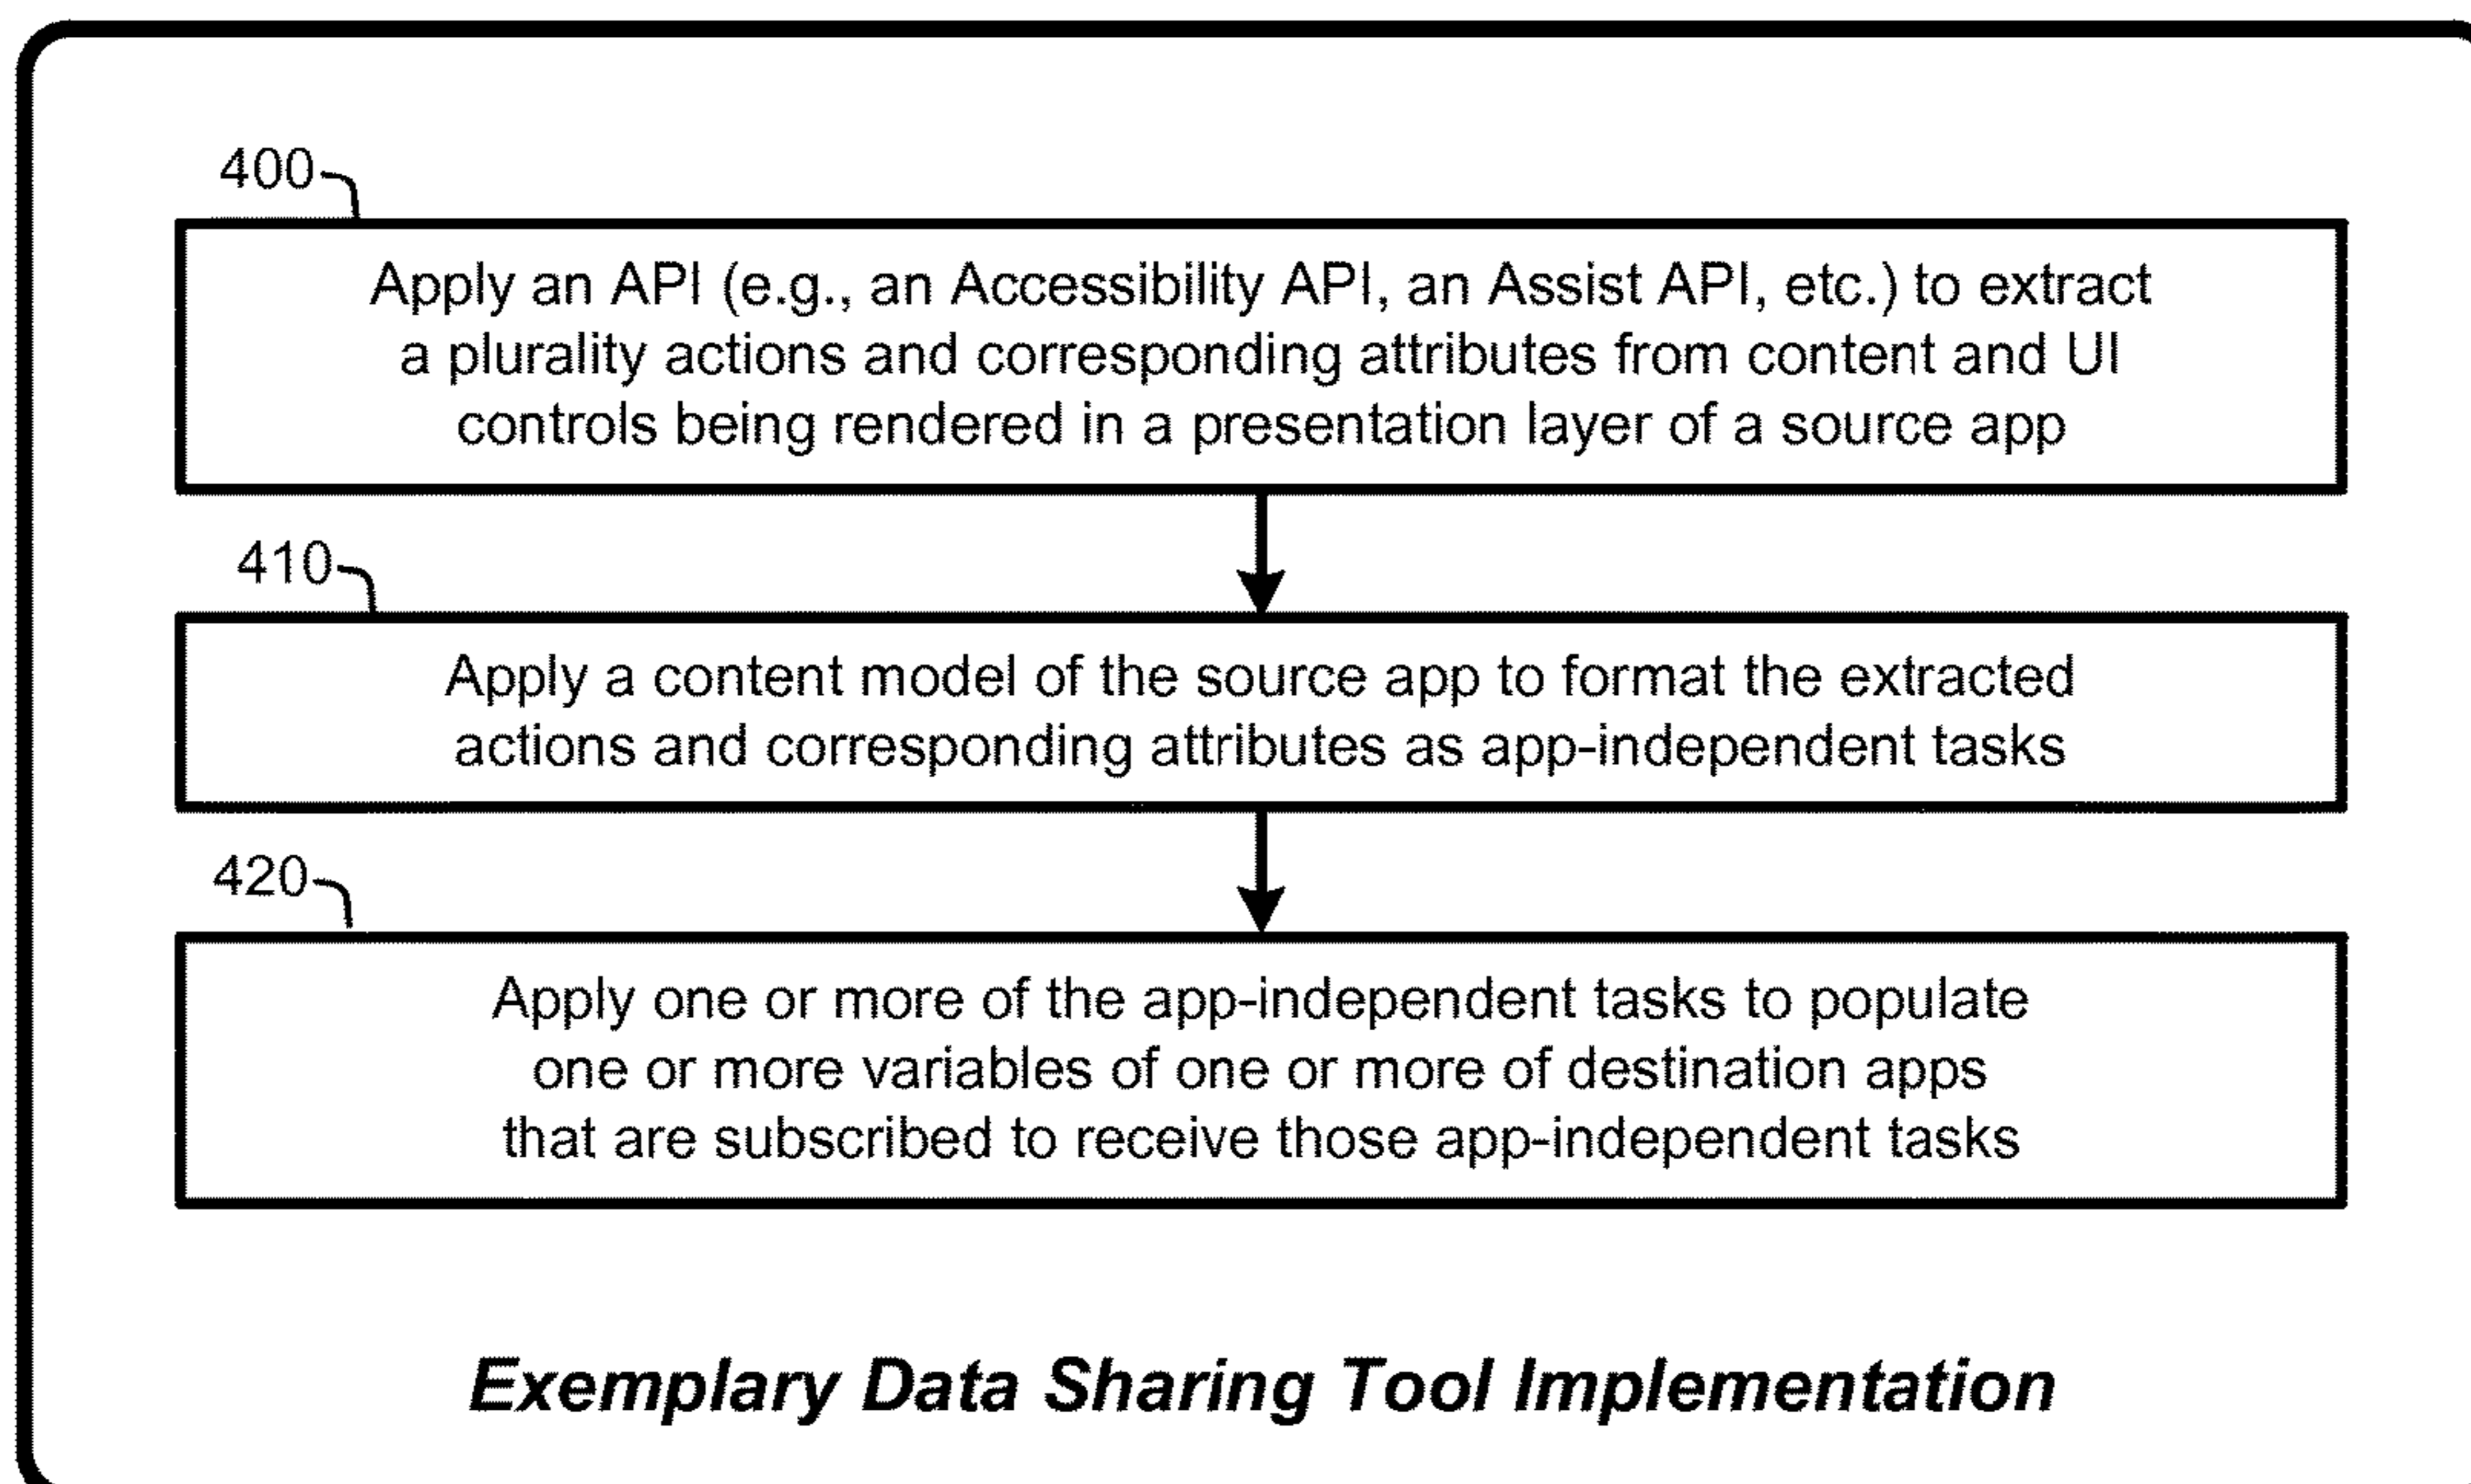 400
Apply an API (e.g., an Accessibility API, an Assist API, etc.) to extract
a plurality actions and corresponding attributes from content and UI
controls being rendered in a presentation layer of a source app
410
Apply a content model of the source app to format the extracted
actions and corresponding attributes as app-independent tasks
420
Apply one or more of the app-independent tasks to populate
one or more variables of one or more of destination apps
that are subscribed to receive those app-independent tasks
Exemplary Data Sharing Tool Implementation